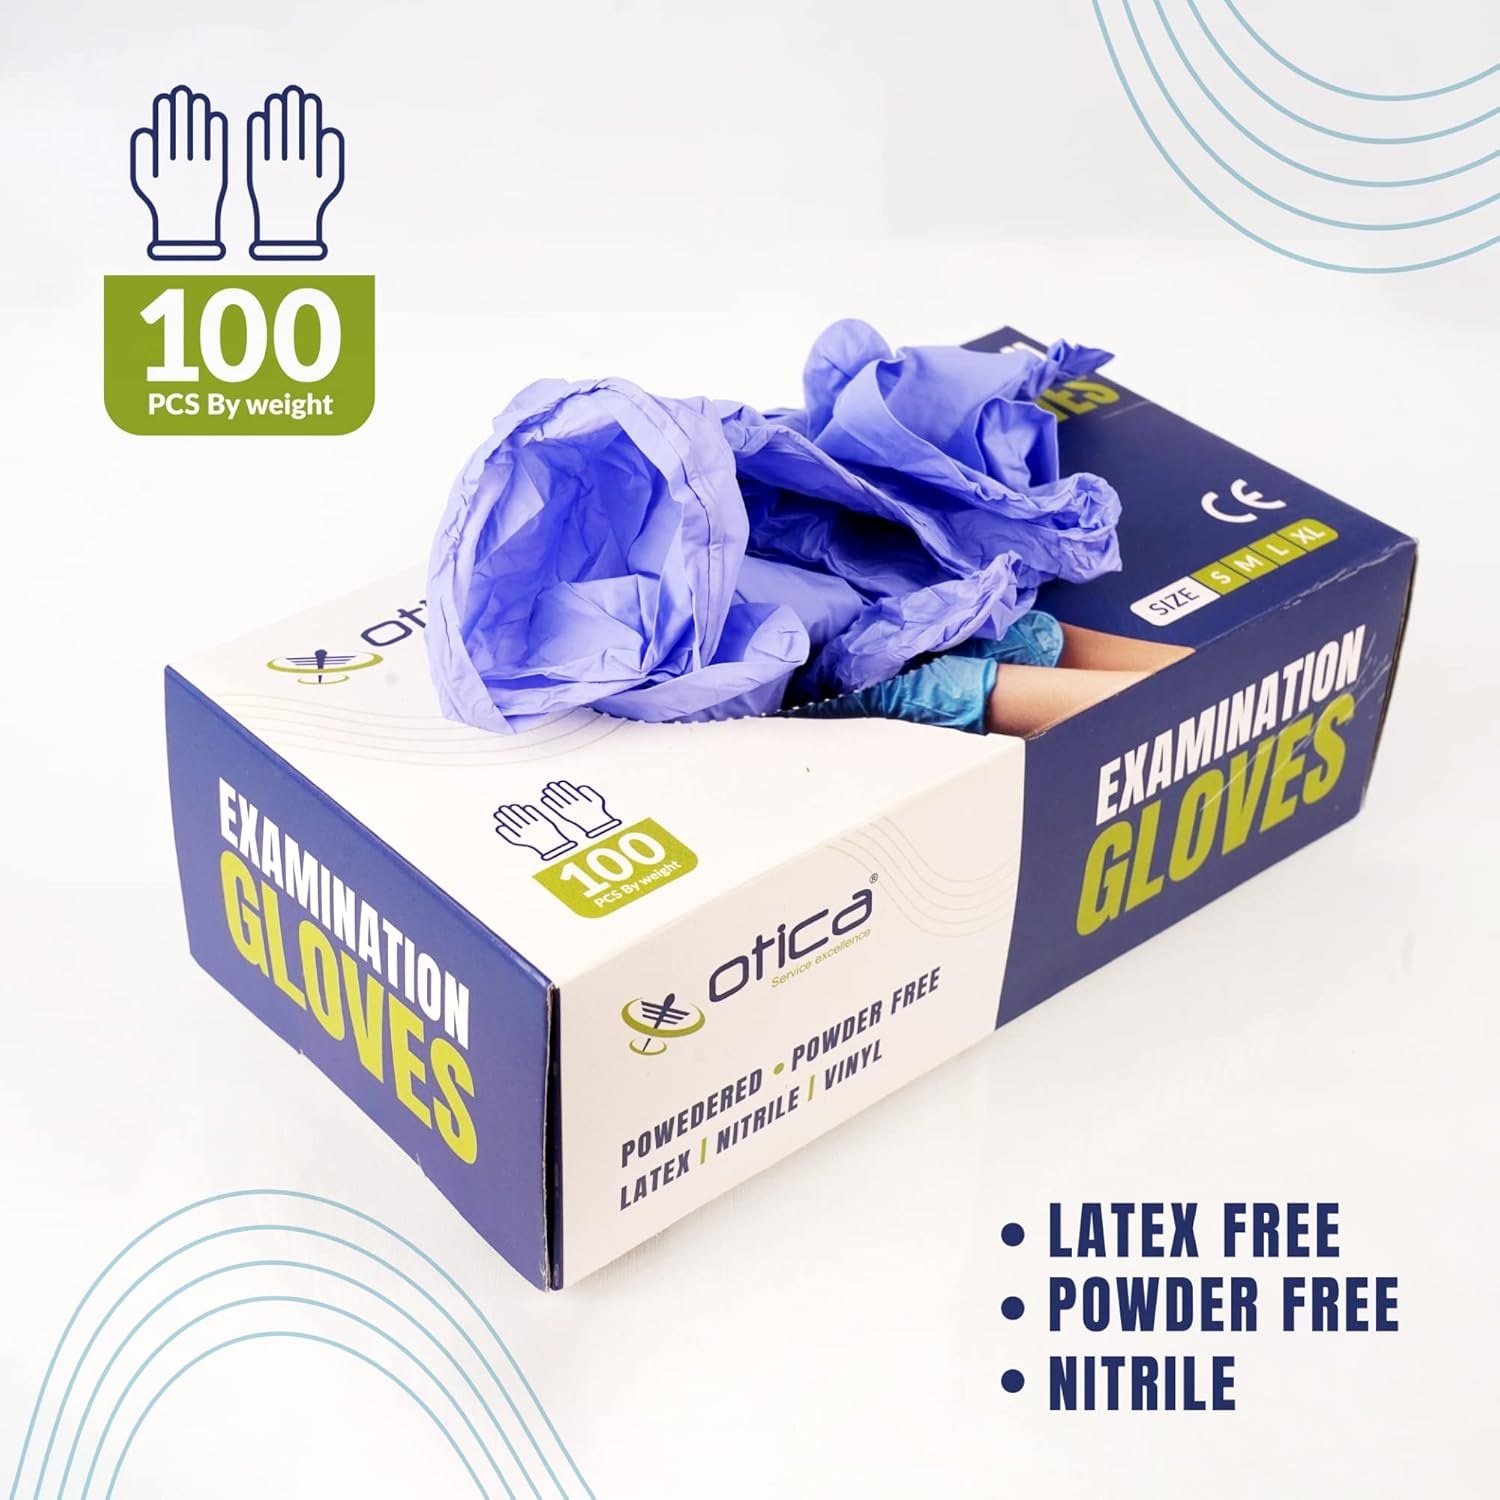 100
PCS By weight
CE
SIZE S M L XL
EXAMINATION
GLOVES
EXAMINATION
GLOVES
100
PCS By weight
otica®
Service excellence
POWEDERED • POWDER FREE
LATEX | NITRILE | VINYL
• LATEX FREE
• POWDER FREE
• NITRILE